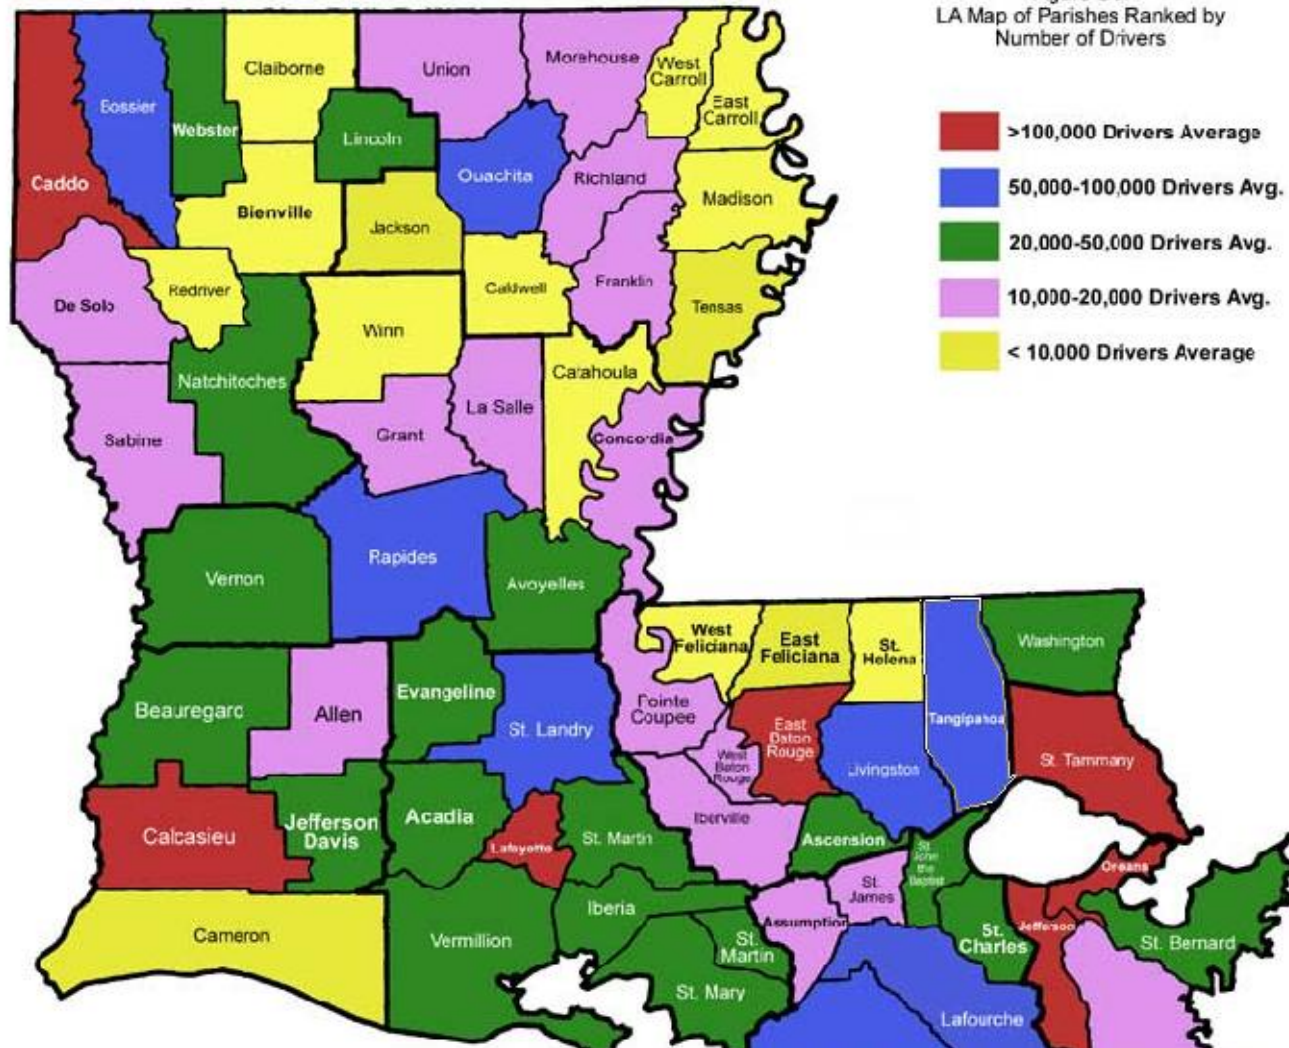 LA Map of Parishes Ranked by
Number of Drivers
>100,000 Drivers Average
50,000-100,000 Drivers Avg.
20,000-50,000 Drivers Avg.
10,000-20,000 Drivers Avg.
< 10,000 Drivers Average
Claiborne
Union
Morehouse
West
Carroll
East
Carroll
Bossier
Webster
Lincoln
Caddo
Ouachita
Richland
Madison
Bienville
Jackson
Redriver
Caldwell
Franklin
Tensas
De Soto
Winn
Natchitoches
Catahoula
La Salle
Sabine
Grant
Concordia
Rapides
Vernon
Avoyelles
West
Feliciana
East
Feliciana
St.
Helena
Washington
Beauregard
Allen
Evangeline
Pointe
Coupee
St. Landry
Tangipahoa
East
Baton
Rouge
West
Baton
Rouge
Livingston
St. Tammany
Calcasieu
Jefferson
Davis
Acadia
Lafayette
St. Martin
Iberville
Ascension
St.
John
the
Baptist
Orleans
St.
James
Iberia
Assumption
Cameron
Vermillion
St.
Martin
St.
Charles
Jefferson
St. Bernard
St. Mary
Lafourche